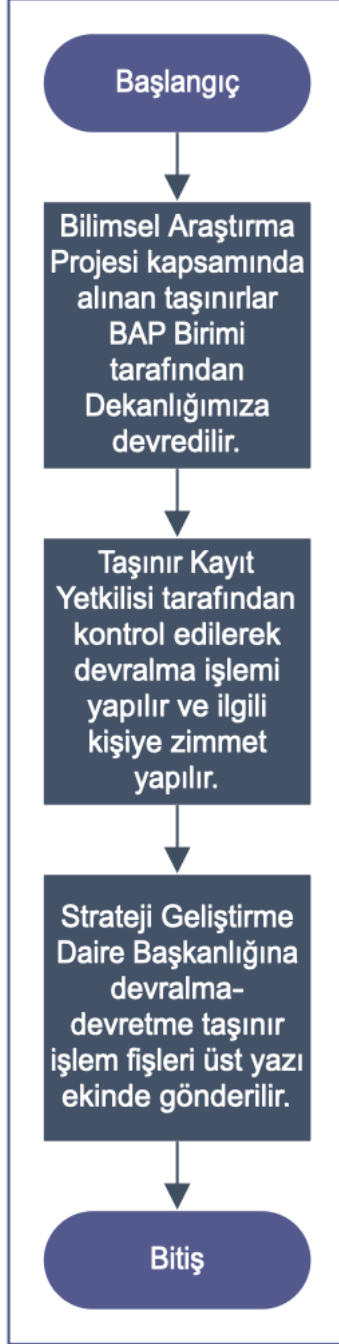 Başlangıç
Bilimsel Araştırma
Projesi kapsamında
alınan taşınırlar
BAP Birimi
tarafından
Dekanlığımıza
devredilir.
Taşınır Kayıt
Yetkilisi tarafından
kontrol edilerek
devralma işlemi
yapılır ve ilgili
kişiye zimmet
yapılır.
Strateji Geliştirme
Daire Başkanlığına
devralma-
devretme taşınır
işlem fişleri üst yazı
ekinde gönderilir.
Bitiş